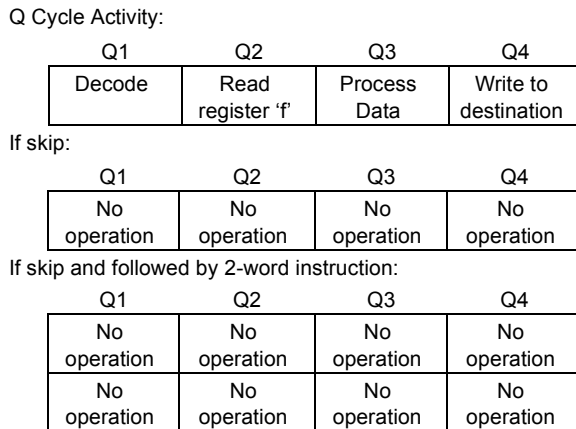 Q Cycle Activity:
Q1 Q2 Q3 Q4
Decode Read Process Write to
register ‘f’ Data destination
If skip:
Q1 Q2 Q3 Q4
No No No No
operation operation operation operation
If skip and followed by 2-word instruction:
Q1 Q2 Q3 Q4
No No No No
operation operation operation operation
No No No No
operation operation operation operation